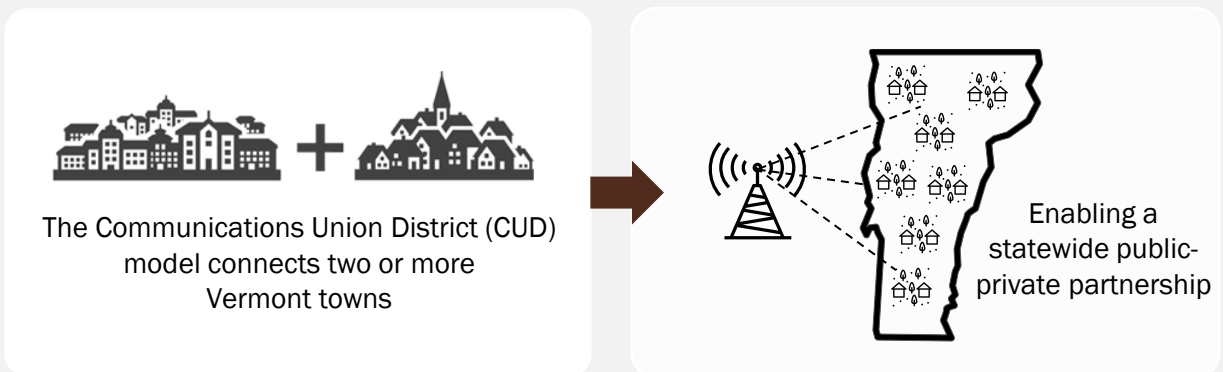 The Communications Union District (CUD)
model connects two or more
Vermont towns
Enabling a
statewide public-
private partnership